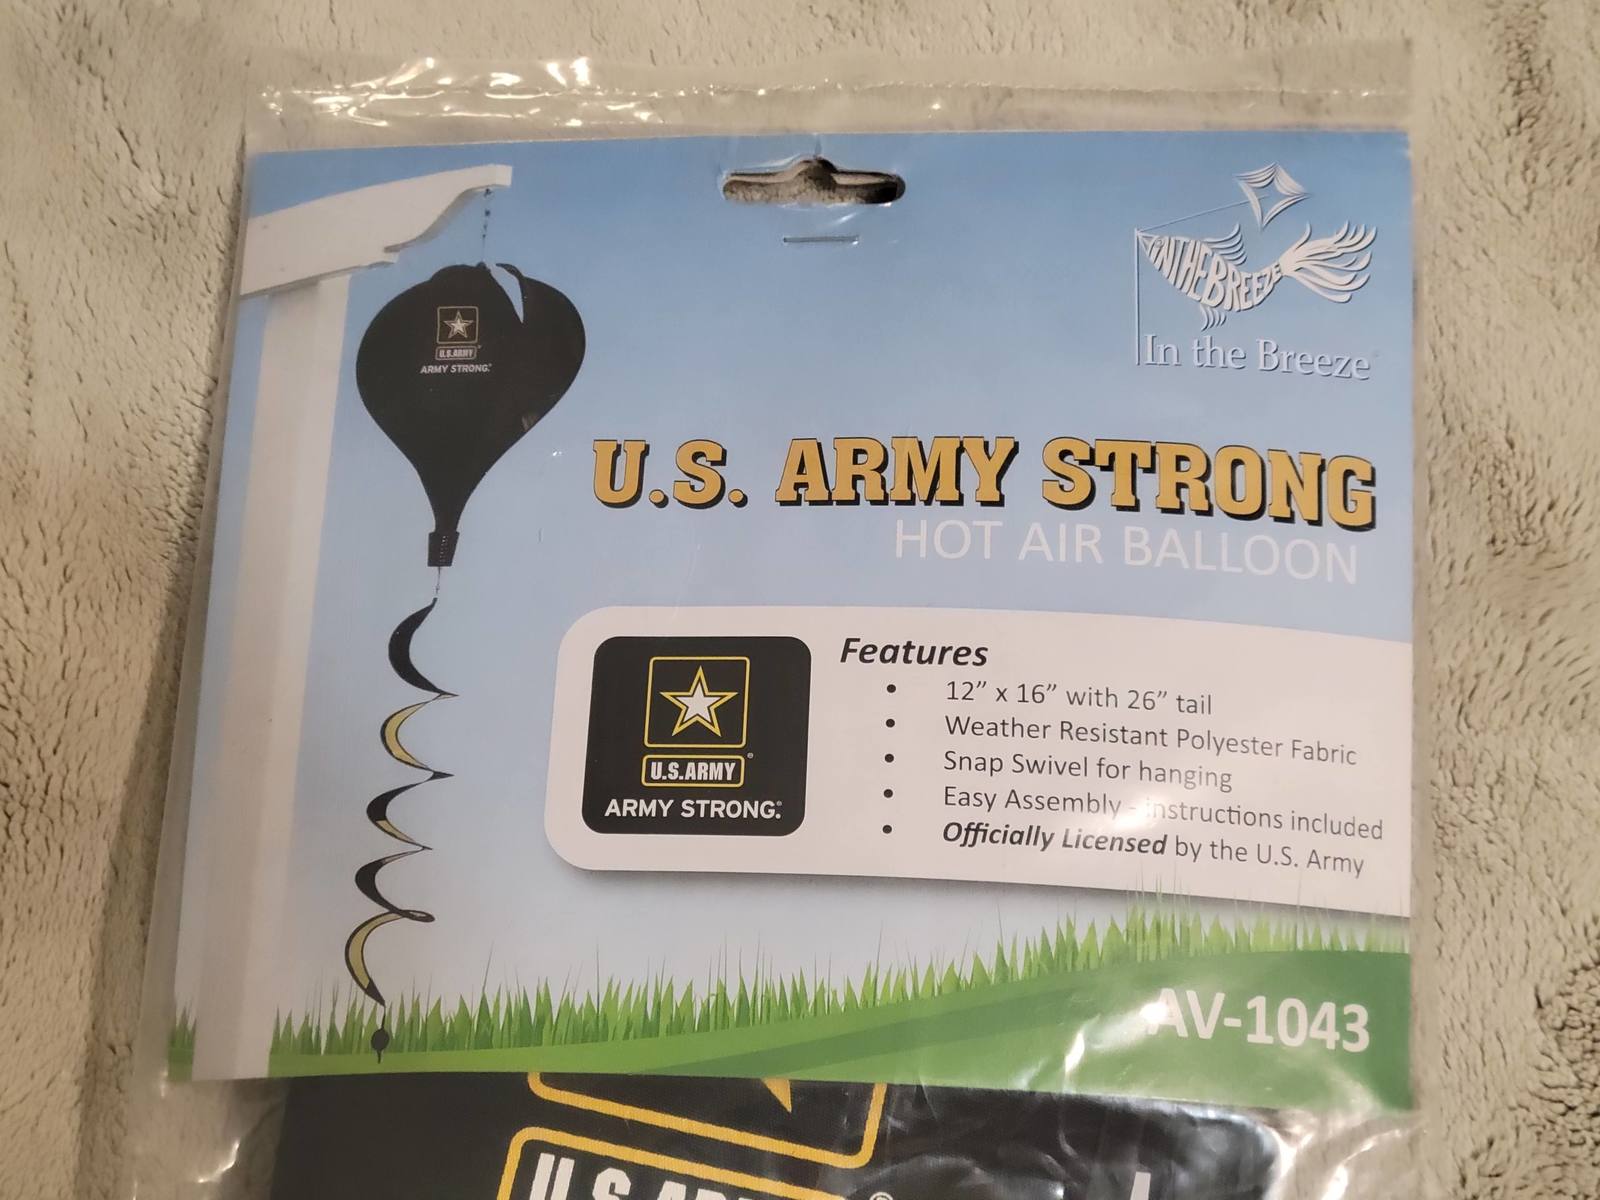 INTHEBREEZE
In the Breeze
U.S. ARMY
ARMY STRONG.®
U.S. ARMY STRONG
HOT AIR BALLOON
U.S.ARMY®
ARMY STRONG.®
Features
• 12” x 16” with 26” tail
• Weather Resistant Polyester Fabric
• Snap Swivel for hanging
• Easy Assembly - instructions included
• Officially Licensed by the U.S. Army
AV-1043
U.S.